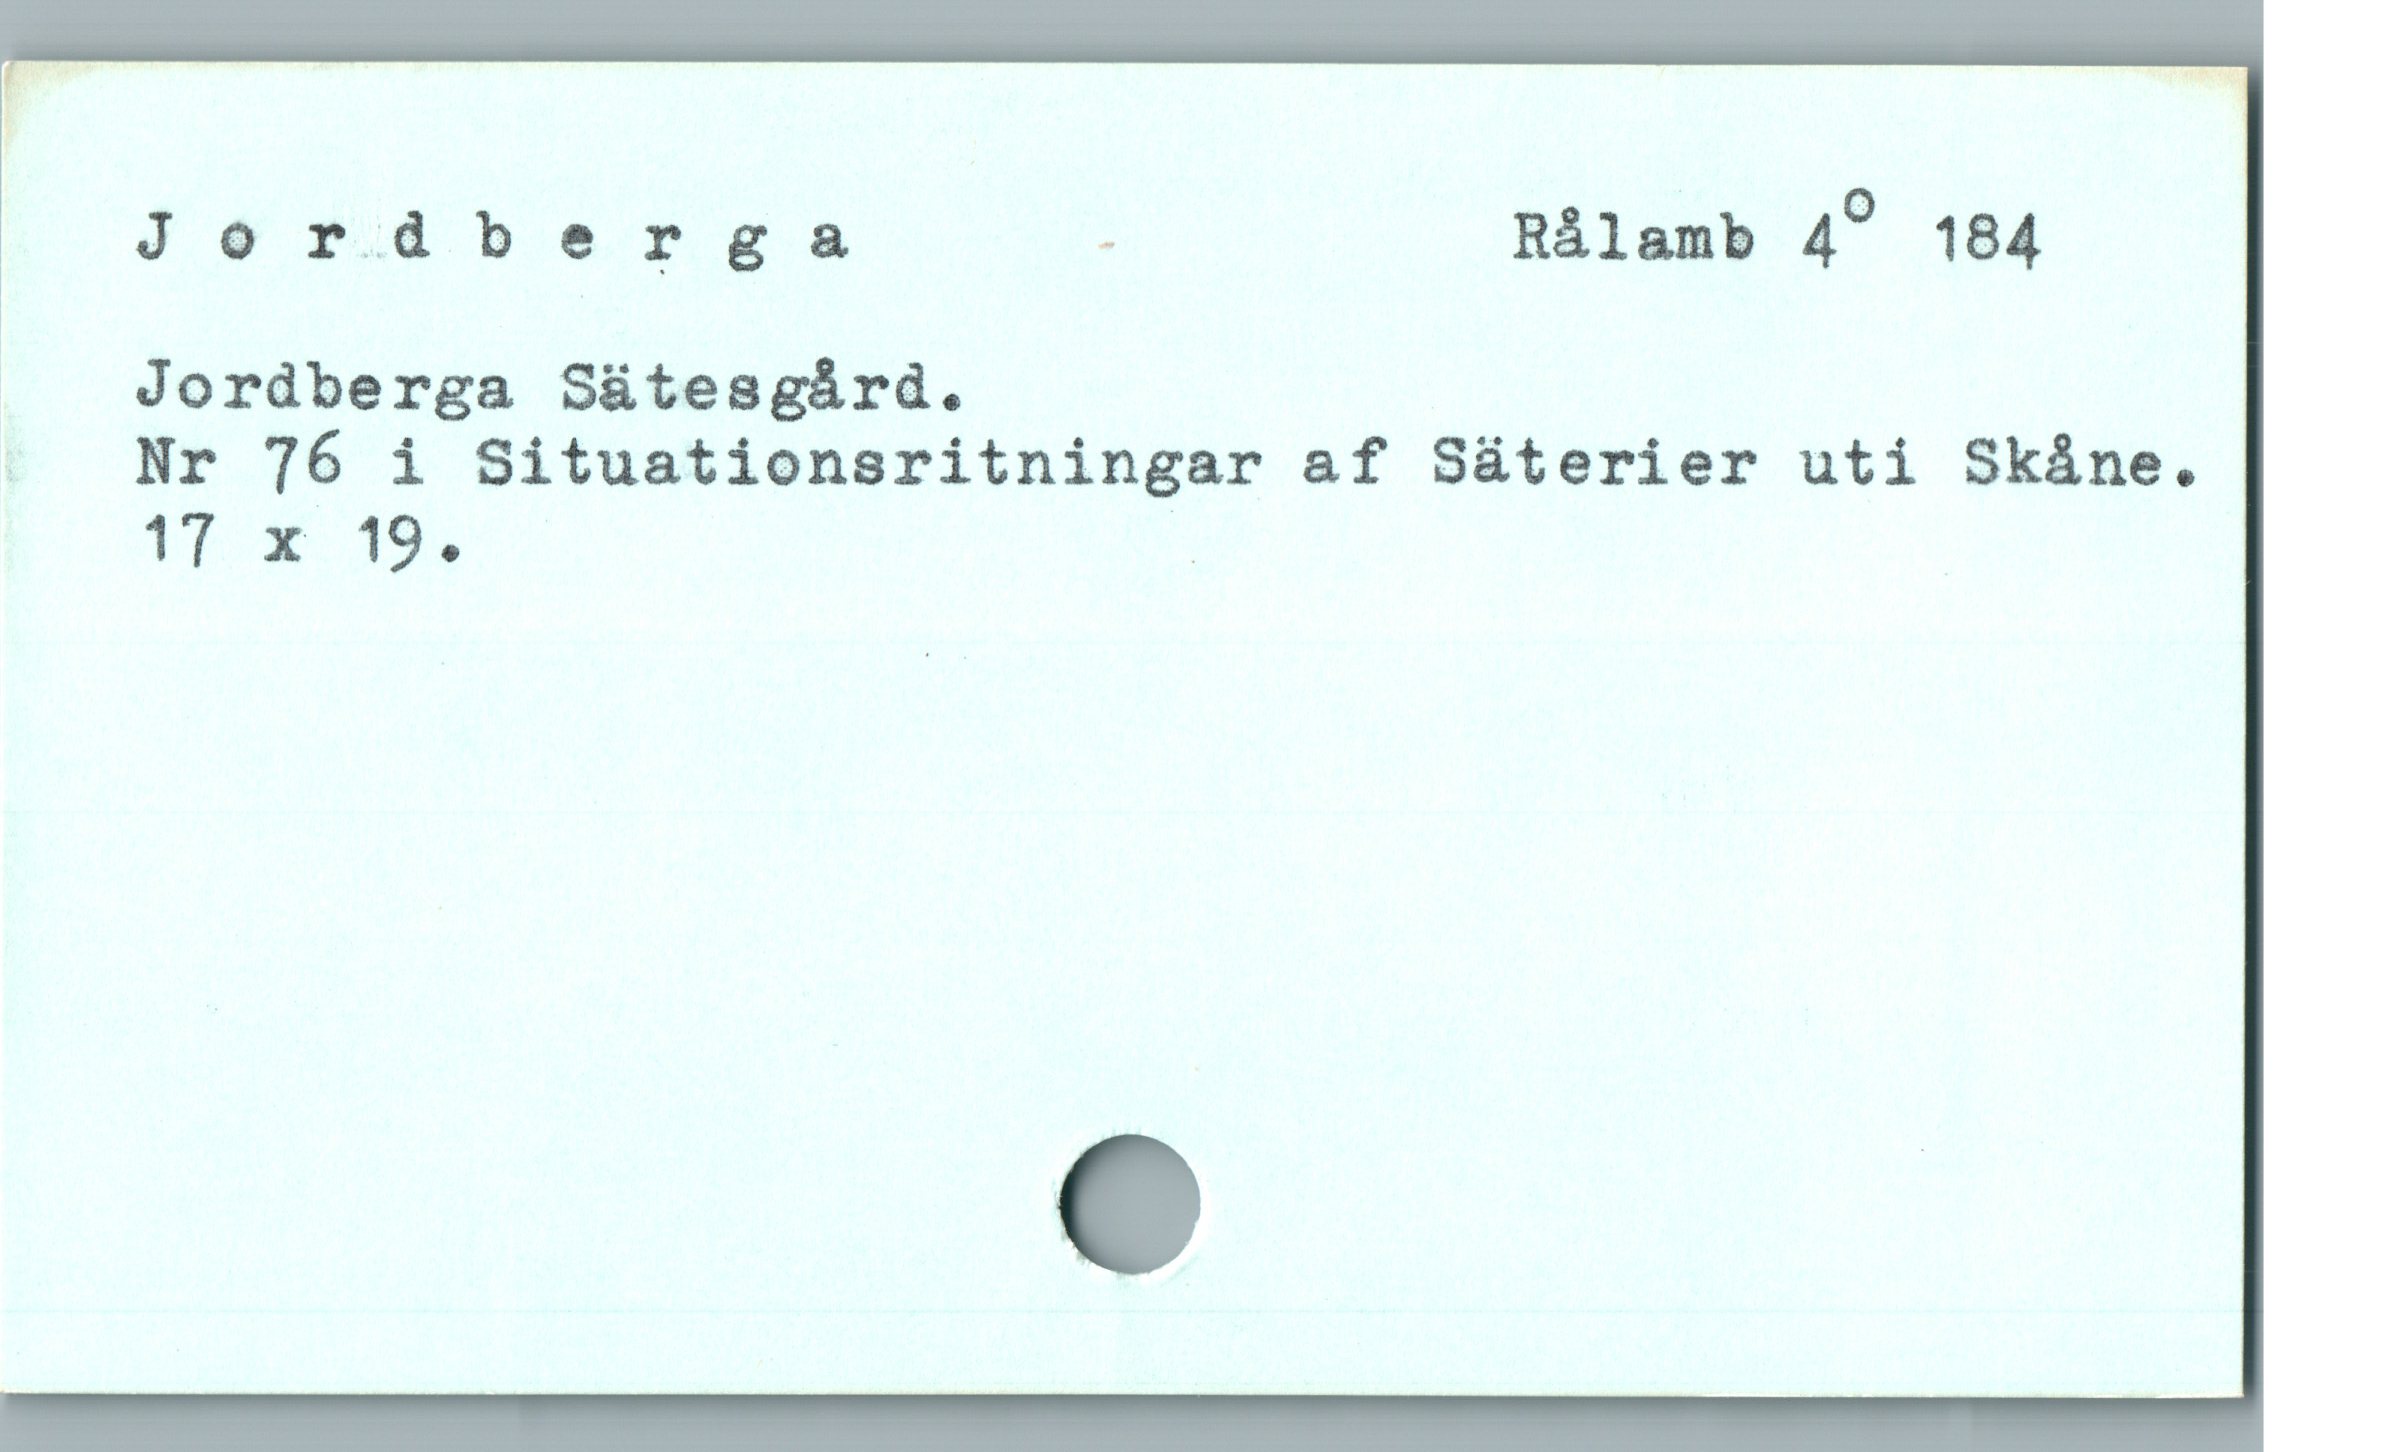 J o r d b e r g a Rålamb 4° 184
Jordberga Sätesgård.
Nr 76 i Situationsritningar af Säterier uti Skåne.
17 x 19.